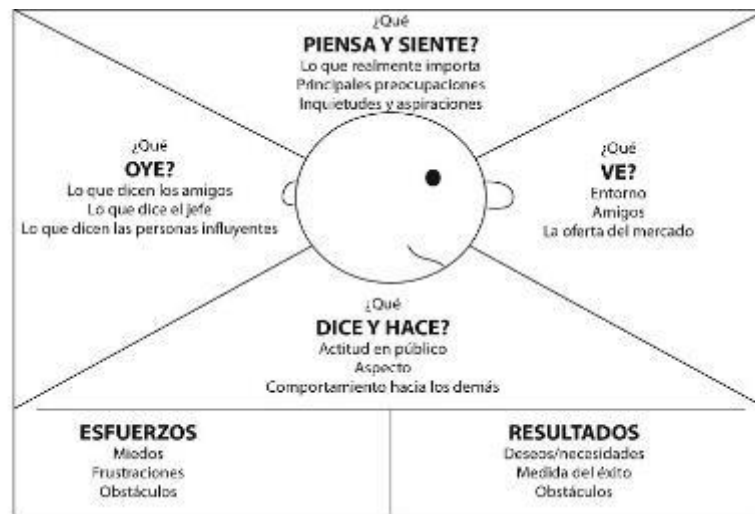 ¿Qué
PIENSA Y SIENTE?
Lo que realmente importa
Principales preocupaciones
Inquietudes y aspiraciones
¿Qué
OYE?
Lo que dicen los amigos
Lo que dice el jefe
Lo que dicen las personas influyentes
¿Qué
VE?
Entorno
Amigos
La oferta del mercado
¿Qué
DICE Y HACE?
Actitud en público
Aspecto
Comportamiento hacia los demás
ESFUERZOS
Miedos
Frustraciones
Obstáculos
RESULTADOS
Deseos/necesidades
Medida del éxito
Obstáculos